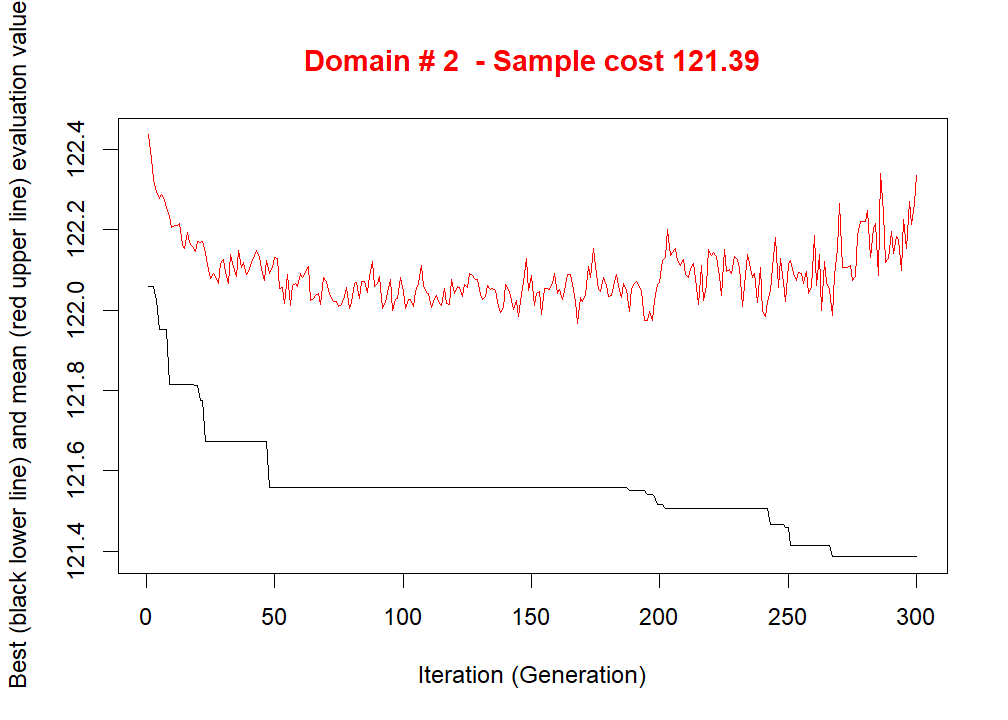 Domain # 2  - Sample cost 121.39
Best (black lower line) and mean (red upper line) evaluation value
122.4
122.2
122.0
121.8
121.6
121.4
0 50 100 150 200 250 300
Iteration (Generation)